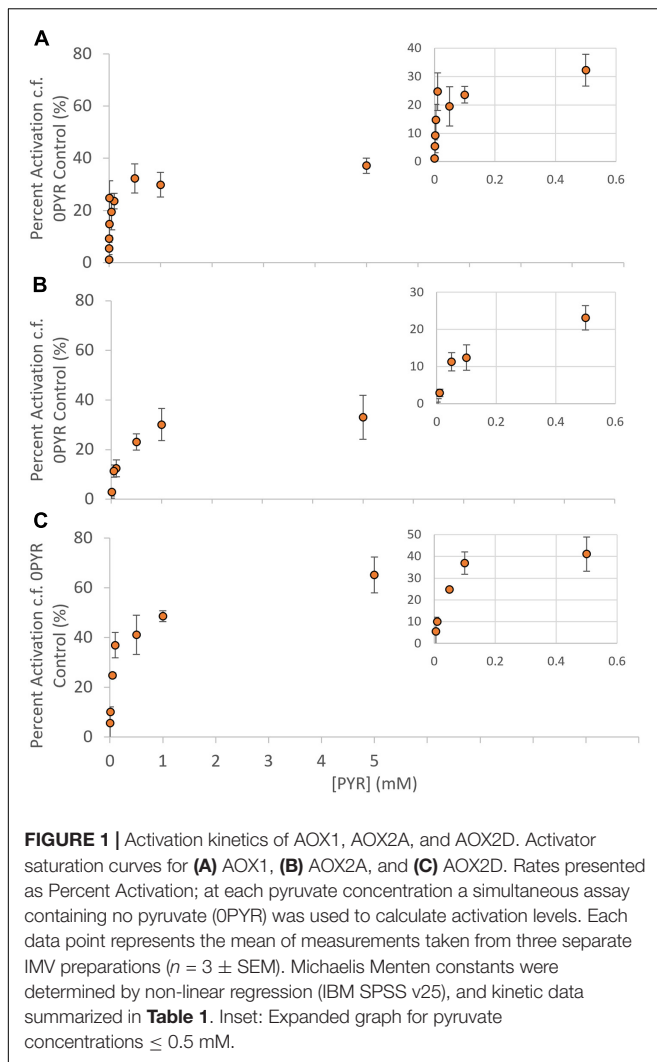 A
Percent Activation c.f.
0PYR Control (%)
80
60
40
20
0
40
30
20
10
0
0
0.2
0.4
0.6
B
Percent Activation c.f.
0PYR Control (%)
80
60
40
20
0
30
20
10
0
0
0.2
0.4
0.6
C
Percent Activation c.f. 0PYR
Control (%)
80
60
40
20
0
50
40
30
20
10
0
0
0.2
0.4
0.6
0
1
2
3
4
5
[PYR] (mM)
FIGURE 1 | Activation kinetics of AOX1, AOX2A, and AOX2D. Activator
saturation curves for (A) AOX1, (B) AOX2A, and (C) AOX2D. Rates presented
as Percent Activation; at each pyruvate concentration a simultaneous assay
containing no pyruvate (0PYR) was used to calculate activation levels. Each
data point represents the mean of measurements taken from three separate
IMV preparations (n = 3 ± SEM). Michaelis Menten constants were
determined by non-linear regression (IBM SPSS v25), and kinetic data
summarized in Table 1. Inset: Expanded graph for pyruvate
concentrations ≤ 0.5 mM.